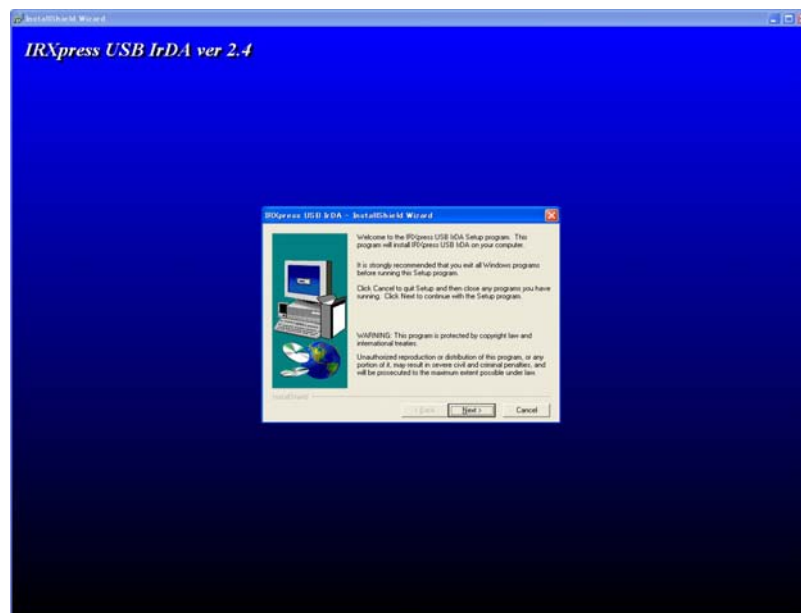 InstallShield Wizard
IRXpress USB IrDA ver 2.4
IRXpress USB IrDA - InstallShield Wizard
Welcome to the IRXpress USB IrDA Setup program. This
program will install IRXpress USB IrDA on your computer.
It is strongly recommended that you exit all Windows programs
before running this Setup program.
Click Cancel to quit Setup and then close any programs you have
running. Click Next to continue with the Setup program.
WARNING: This program is protected by copyright law and
international treaties.
Unauthorized reproduction or distribution of this program, or any
portion of it, may result in severe civil and criminal penalties, and
will be prosecuted to the maximum extent possible under law.
InstallShield
< Back
Next >
Cancel